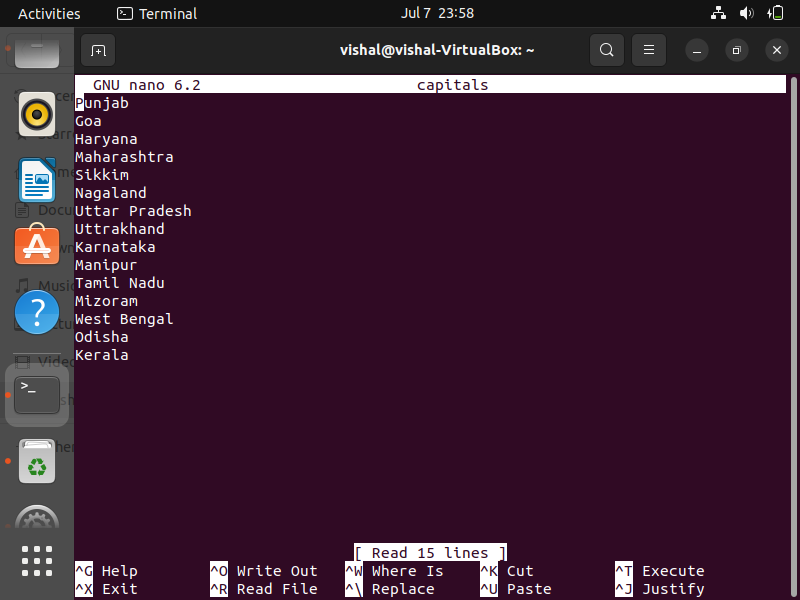 Activities Terminal Jul 7 23:58
vishal@vishal-VirtualBox: ~
GNU nano 6.2 capitals
Punjab
Goa
Haryana
Maharashtra
Sikkim
Nagaland
Uttar Pradesh
Uttrakhand
Karnataka
Manipur
Tamil Nadu
Mizoram
West Bengal
Odisha
Kerala
>_
?
[ Read 15 lines ]
^G Help ^O Write Out ^W Where Is ^K Cut ^T Execute
^X Exit ^R Read File ^\ Replace ^U Paste ^J Justify